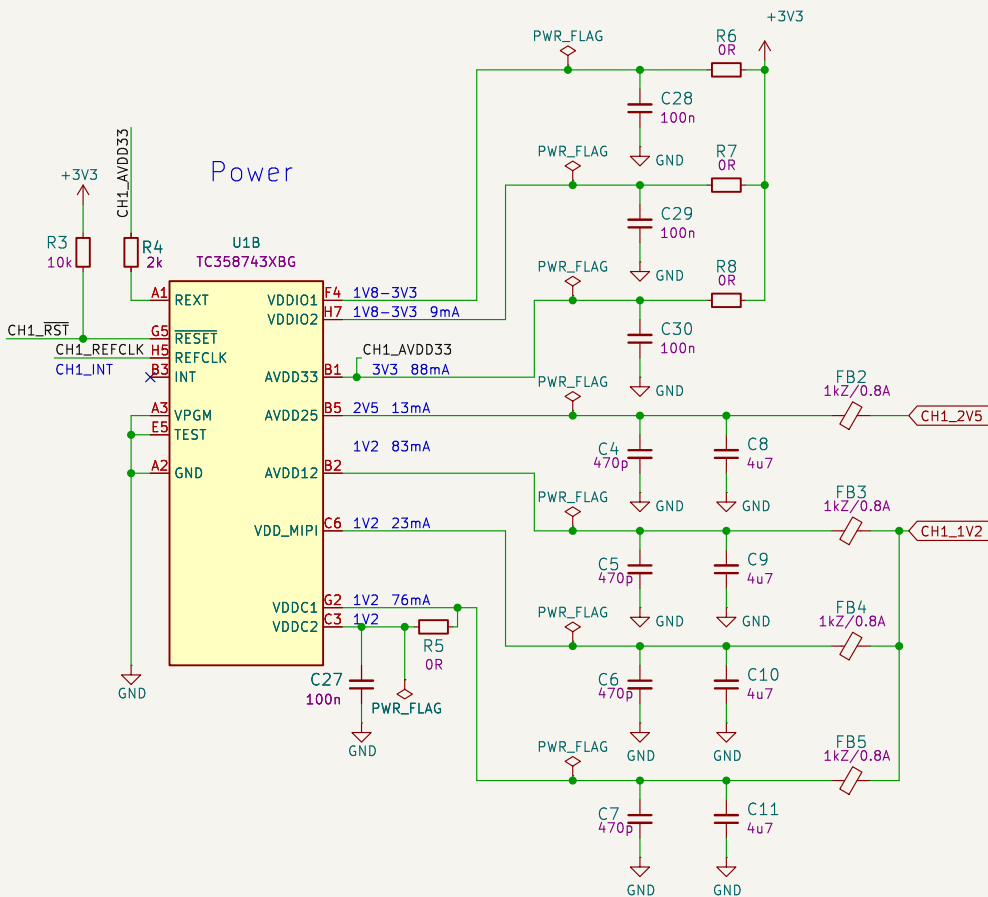 +3V3
PWR_FLAG
R6
0R
C28
100n
GND
PWR_FLAG
R7
0R
C29
100n
GND
PWR_FLAG
R8
0R
C30
100n
GND
Power
+3V3
CH1_AVDD33
R3
10k
R4
2k
U1B
TC358743XBG
A1 REXT
G5 RESET
H5 REFCLK
B3 INT
A3 VPGM
E5 TEST
A2 GND
CH1_RST
CH1_REFCLK
CH1_INT
GND
VDDIO1 F4 1V8-3V3
VDDIO2 H7 1V8-3V3 9mA
CH1_AVDD33
AVDD33 B1 3V3 88mA
AVDD25 B5 2V5 13mA
1V2 83mA
AVDD12 B2
VDD_MIPI C6 1V2 23mA
VDDC1 G2 1V2 76mA
VDDC2 C3 1V2
R5
0R
C27
100n
PWR_FLAG
GND
PWR_FLAG
FB2
1kZ/0.8A
CH1_2V5
C4
470p
C8
4u7
GND
GND
PWR_FLAG
FB3
1kZ/0.8A
CH1_1V2
C5
470p
C9
4u7
GND
GND
PWR_FLAG
FB4
1kZ/0.8A
C6
470p
C10
4u7
GND
GND
PWR_FLAG
FB5
1kZ/0.8A
C7
470p
C11
4u7
GND
GND